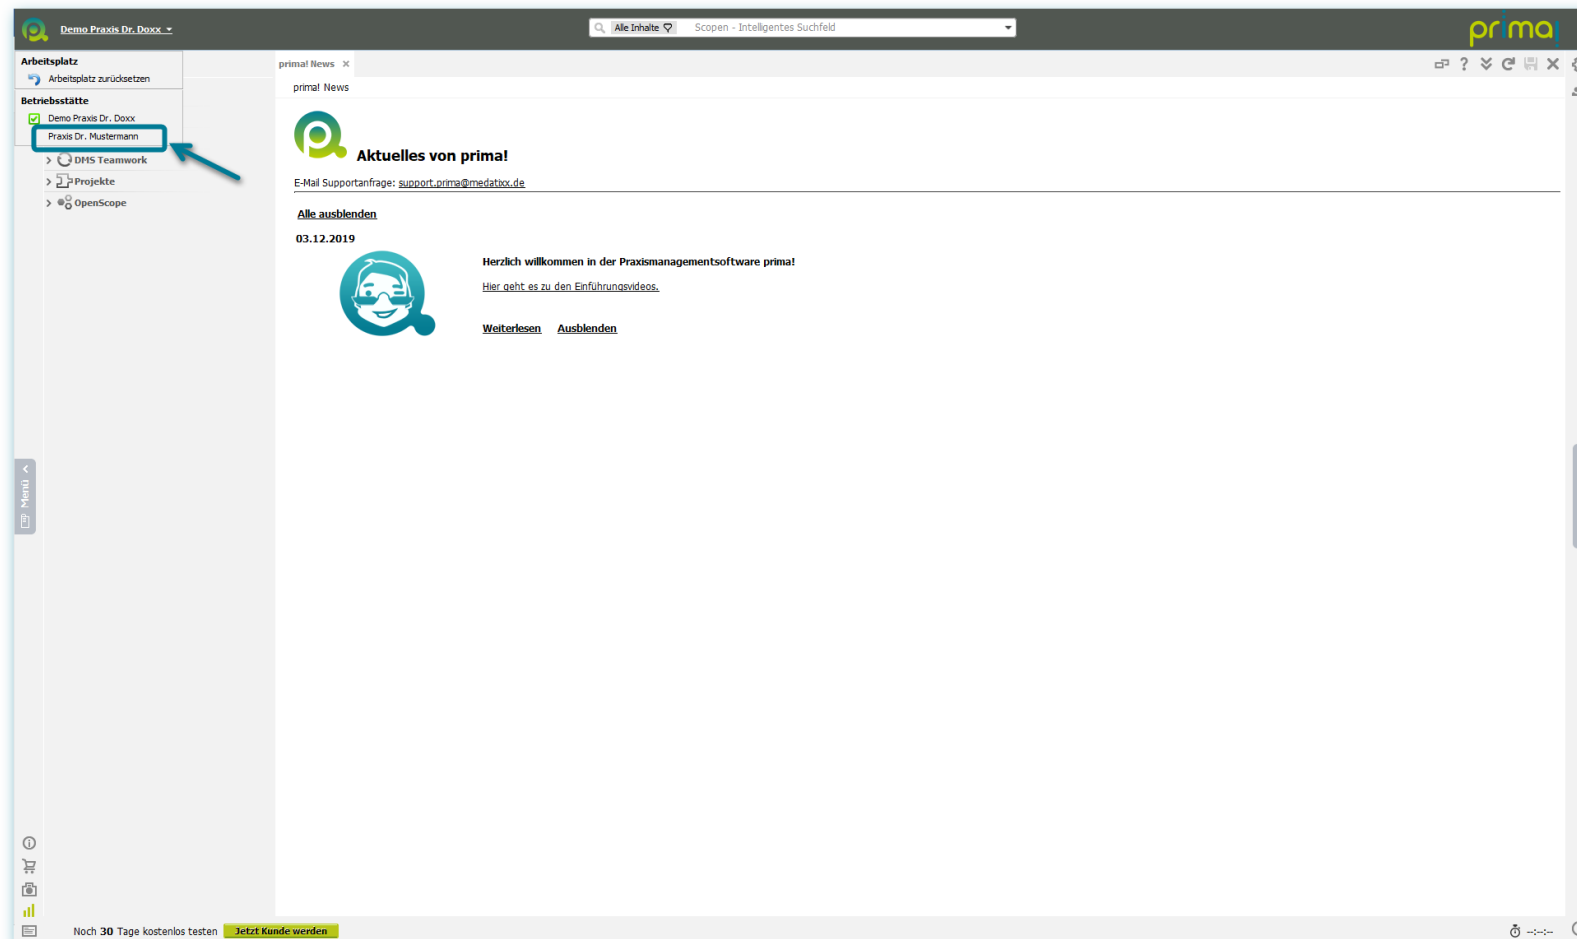 Demo Praxis Dr. Doxx
Alle Inhalte
Scopen - Intelligentes Suchfeld
prima!
Arbeitsplatz
Arbeitsplatz zurücksetzen
Betriebsstätte
Demo Praxis Dr. Doxx
Praxis Dr. Mustermann
DMS Teamwork
Projekte
OpenScope
Menü
prima! News
prima! News
Aktuelles von prima!
E-Mail Supportanfrage: support.prima@medatixx.de
Alle ausblenden
03.12.2019
Herzlich willkommen in der Praxismanagementsoftware prima!
Hier geht es zu den Einführungsvideos.
Weiterlesen Ausblenden
Noch 30 Tage kostenlos testen
Jetzt Kunde werden
--:--:--